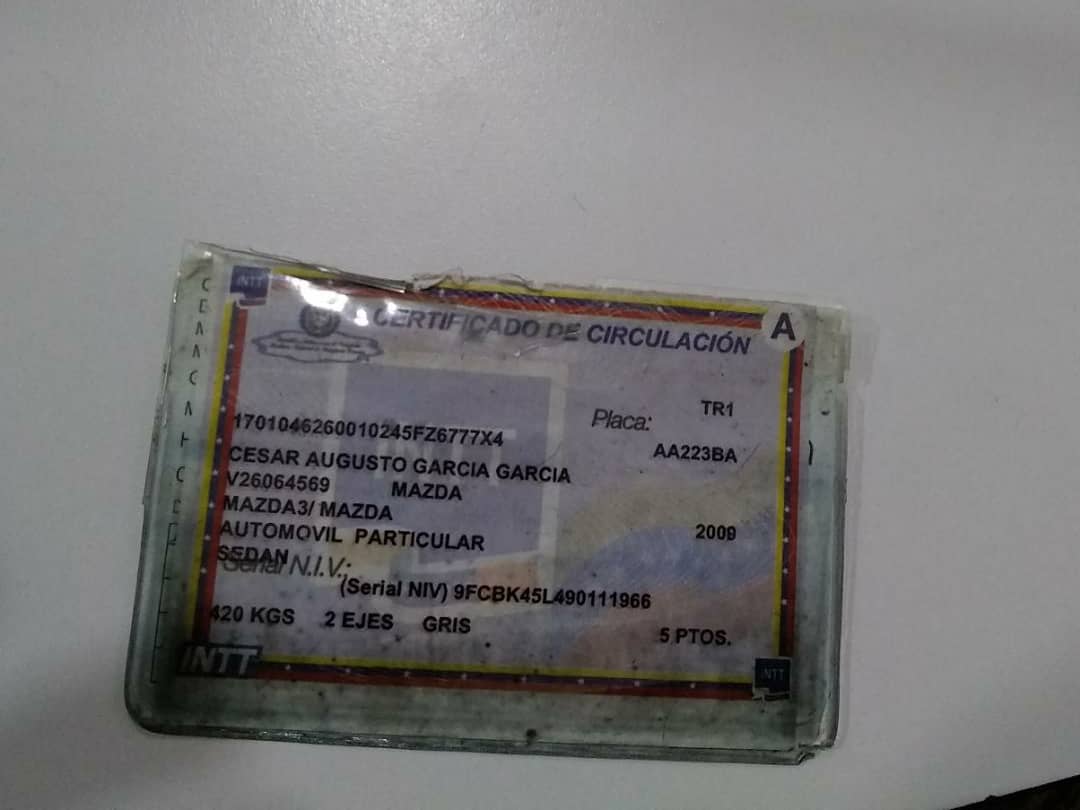 INTT
CERTIFICADO DE CIRCULACIÓN
A
TR1
Placa:
1701046260010245FZ6777X4
AA223BA
CESAR AUGUSTO GARCIA GARCIA
V26064569 MAZDA
MAZDA3/ MAZDA
2009
AUTOMOVIL PARTICULAR
SEDAN
Serial N.I.V.:
(Serial NIV) 9FCBK45L490111966
420 KGS 2 EJES GRIS
5 PTOS.
INTT
INTT